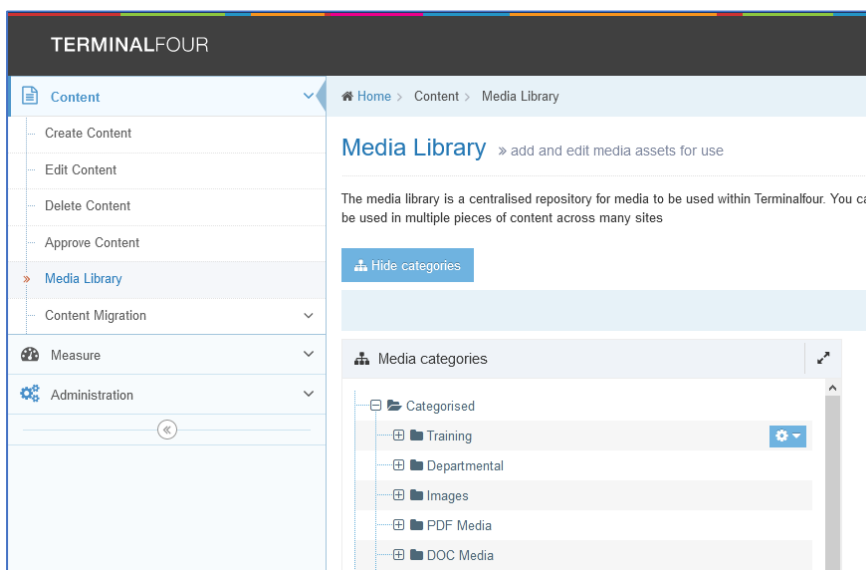 TERMINALFOUR
Content
Create Content
Edit Content
Delete Content
Approve Content
Media Library
Content Migration
Measure
Administration
Home > Content > Media Library
Media Library » add and edit media assets for use
The media library is a centralised repository for media to be used within Terminalfour. You ca
be used in multiple pieces of content across many sites
Hide categories
Media categories
Categorised
Training
Departmental
Images
PDF Media
DOC Media